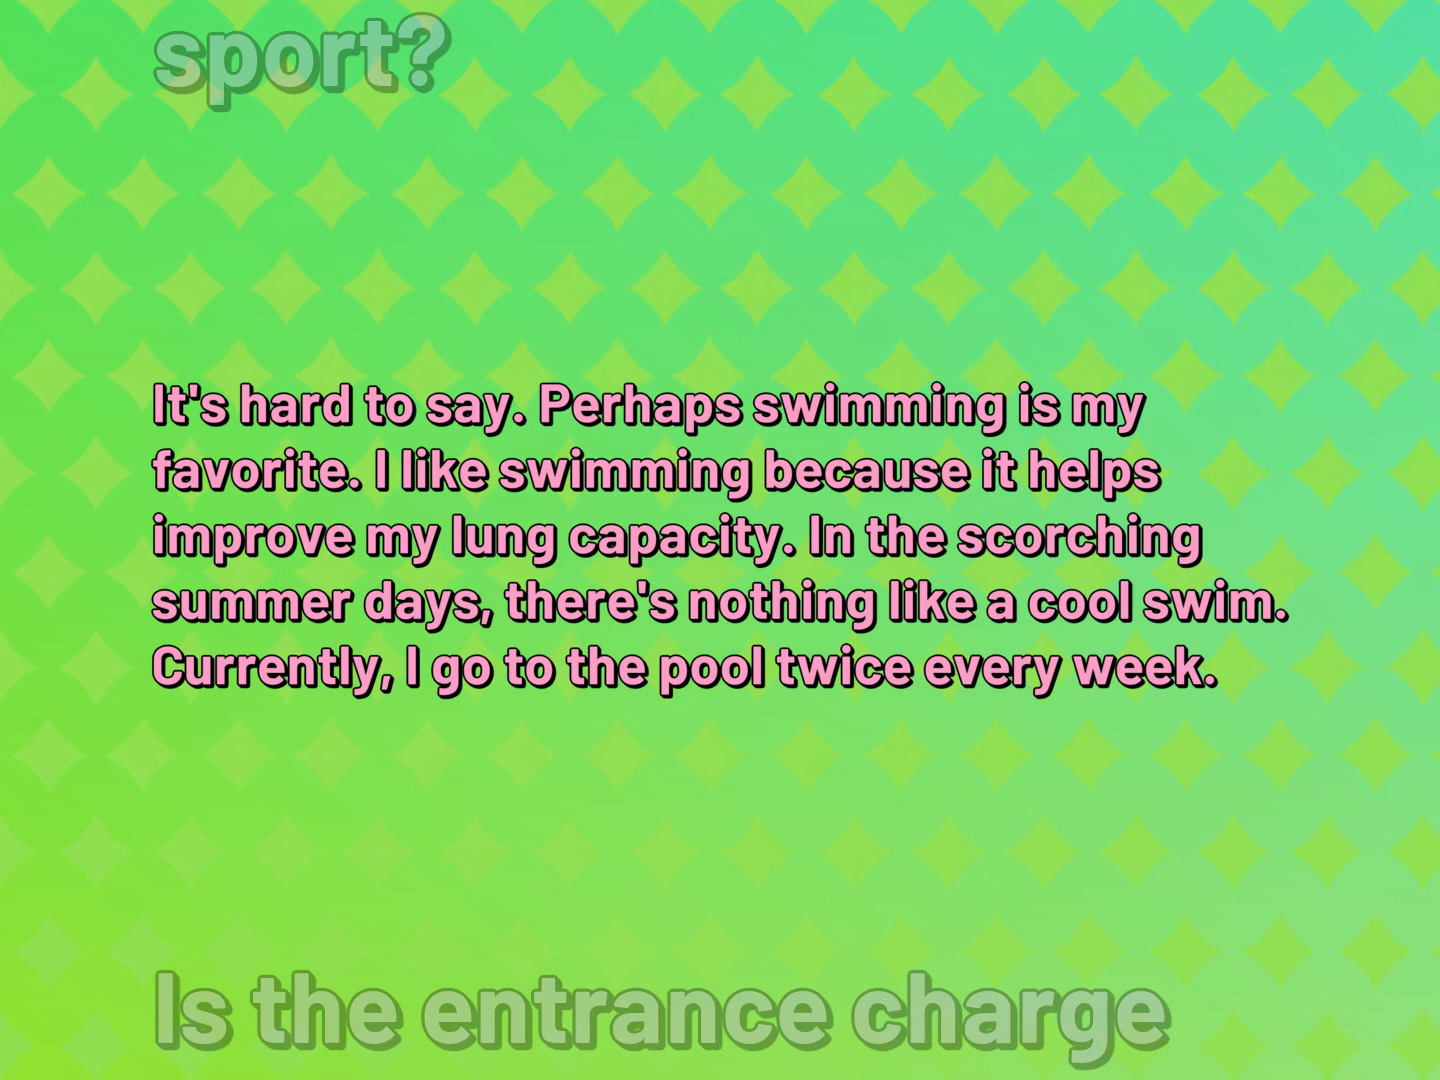 sport?
It's hard to say. Perhaps swimming is my
favorite. I like swimming because it helps
improve my lung capacity. In the scorching
summer days, there's nothing like a cool swim.
Currently, I go to the pool twice every week.
Is the entrance charge